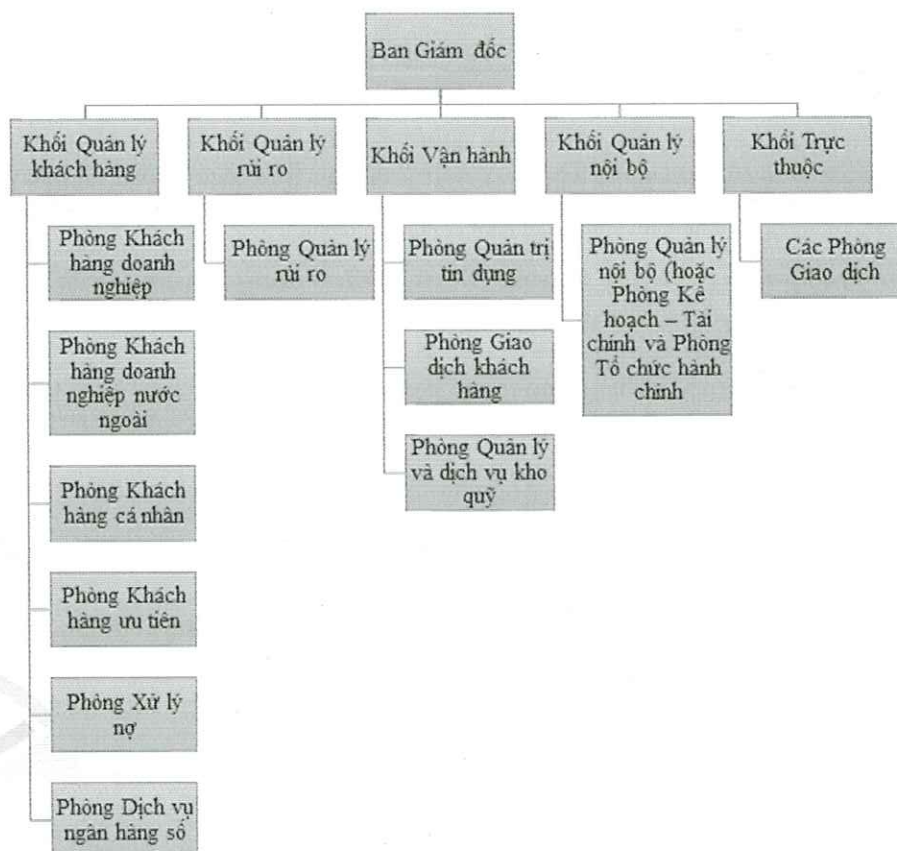 Ban Giám đốc
Khối Quản lý
khách hàng
Khối Quản lý
rủi ro
Khối Vận hành
Khối Quản lý
nội bộ
Khối Trực
thuộc
Phòng Khách
hàng doanh
nghiệp
Phòng Khách
hàng doanh
nghiệp nước
ngoài
Phòng Khách
hàng cá nhân
Phòng Khách
hàng ưu tiên
Phòng Xử lý
nợ
Phòng Dịch vụ
ngân hàng số
Phòng Quản lý
rủi ro
Phòng Quản trị
tín dụng
Phòng Giao
dịch khách
hàng
Phòng Quản lý
và dịch vụ kho
quỹ
Phòng Quản lý
nội bộ (hoặc
Phòng Kế
hoạch – Tài
chính và Phòng
Tổ chức hành
chính
Các Phòng
Giao dịch